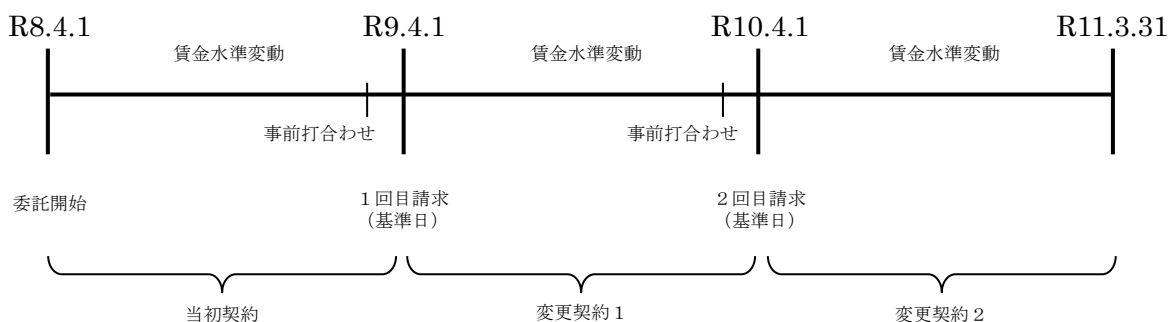 R8.4.1
R9.4.1
R10.4.1
R11.3.31
賃金水準変動
賃金水準変動
賃金水準変動
事前打合わせ
事前打合わせ
委託開始
１回目請求
（基準日）
２回目請求
（基準日）
当初契約
変更契約１
変更契約２